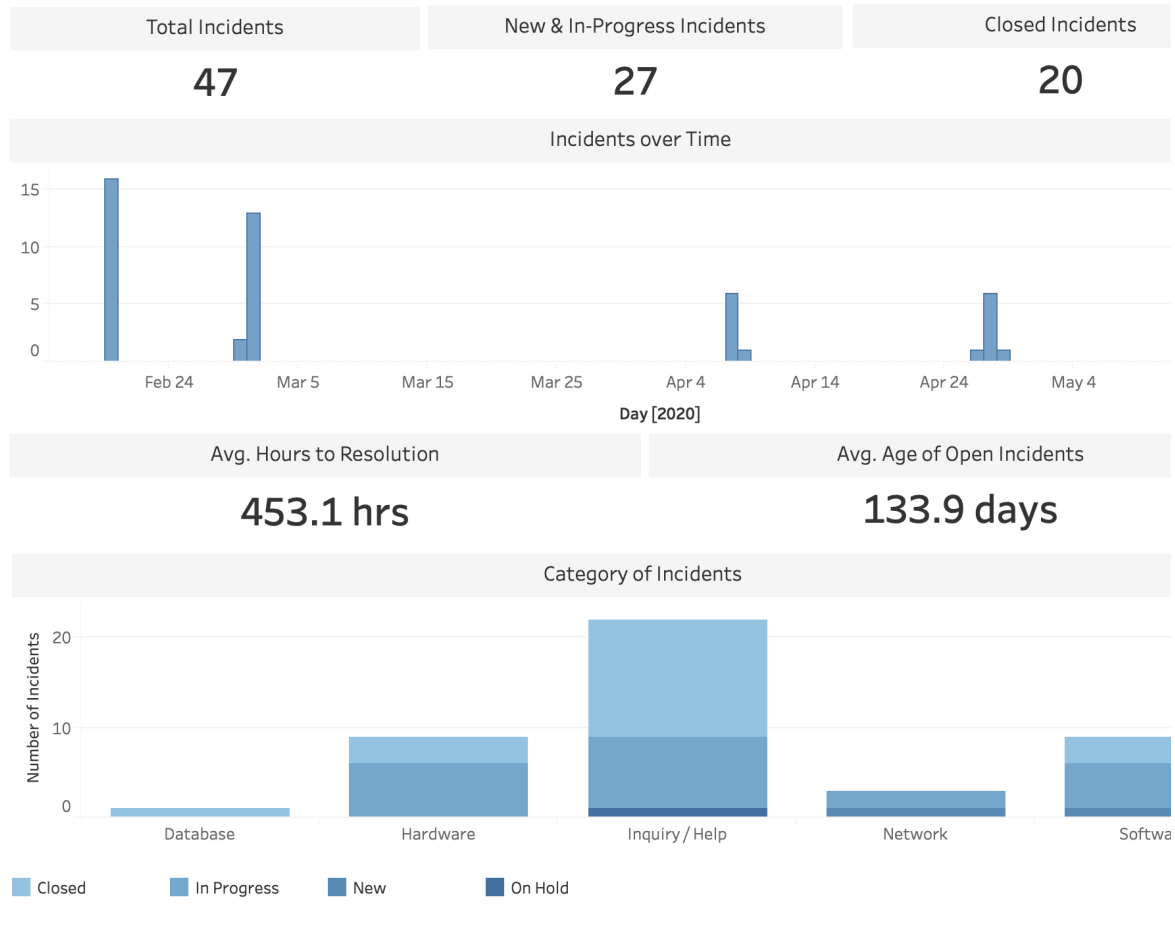 Total Incidents
New & In-Progress Incidents
Closed Incidents
47
27
20
Incidents over Time
15
10
5
0
Feb 24
Mar 5
Mar 15
Mar 25
Apr 4
Apr 14
Apr 24
May 4
Day [2020]
Avg. Hours to Resolution
Avg. Age of Open Incidents
453.1 hrs
133.9 days
Category of Incidents
Number of Incidents
20
10
0
Database
Hardware
Inquiry / Help
Network
Softwa
Closed
In Progress
New
On Hold